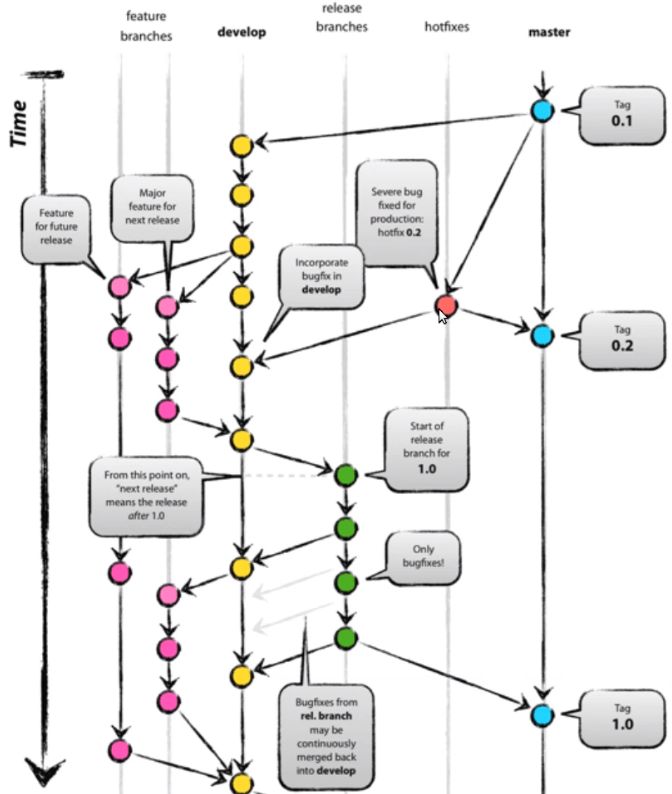 feature
branches
develop
release
branches
hotfixes
master
Time
Tag
0.1
Feature
for future
release
Major
feature for
next release
Severe bug
fixed for
production:
hotfix 0.2
Incorporate
bugfix in
develop
Tag
0.2
Start of
release
branch for
1.0
From this point on,
"next release"
means the release
after 1.0
Only
bugfixes!
Bugfixes from
rel. branch
may be
continuously
merged back
into develop
Tag
1.0